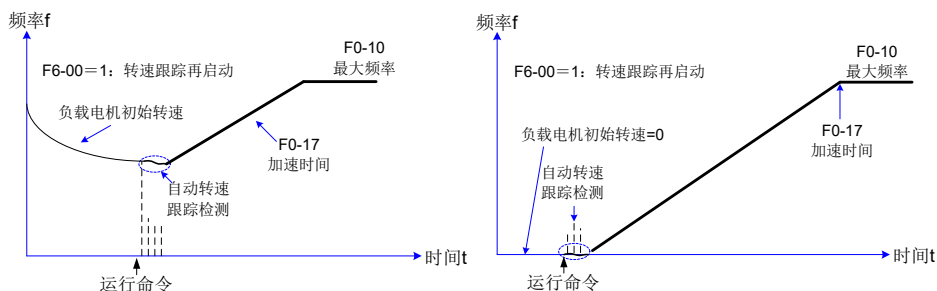 频率f
F0-10
最大频率
F6-00＝1：转速跟踪再启动
负载电机初始转速
F0-17
加速时间
自动转速
跟踪检测
时间t
运行命令
频率f
F0-10
最大频率
F6-00＝1：转速跟踪再启动
F0-17
加速时间
负载电机初始转速=0
自动转速
跟踪检测
时间t
运行命令